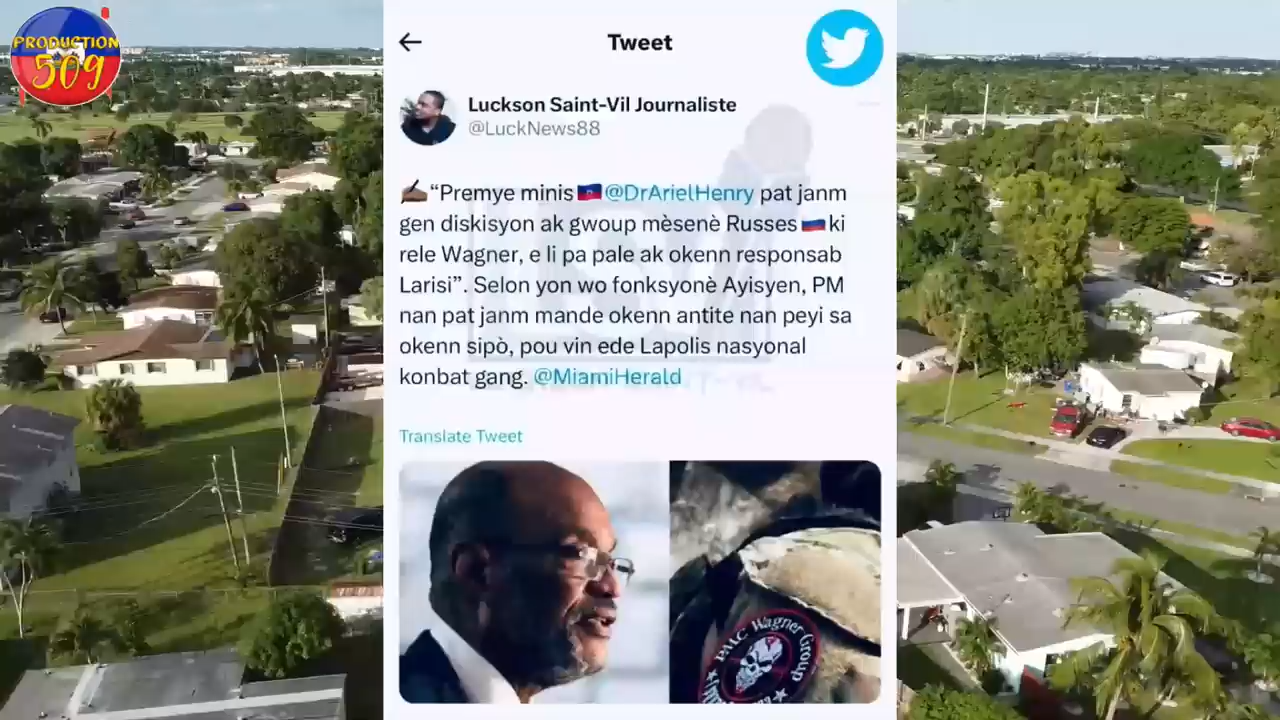 PRODUCTION
509
Tweet
Luckson Saint-Vil Journaliste
@LuckNews88
“Premye minis @DrArielHenry pat janm
gen diskisyon ak gwoup mèsenè Russes ki
rele Wagner, e li pa pale ak okenn responsab
Larisi”. Selon yon wo fonksyonè Ayisyen, PM
nan pat janm mande okenn antite nan peyi sa
okenn sipò, pou vin ede Lapolis nasyonal
konbat gang. @MiamiHerald
Translate Tweet
Wagner Group